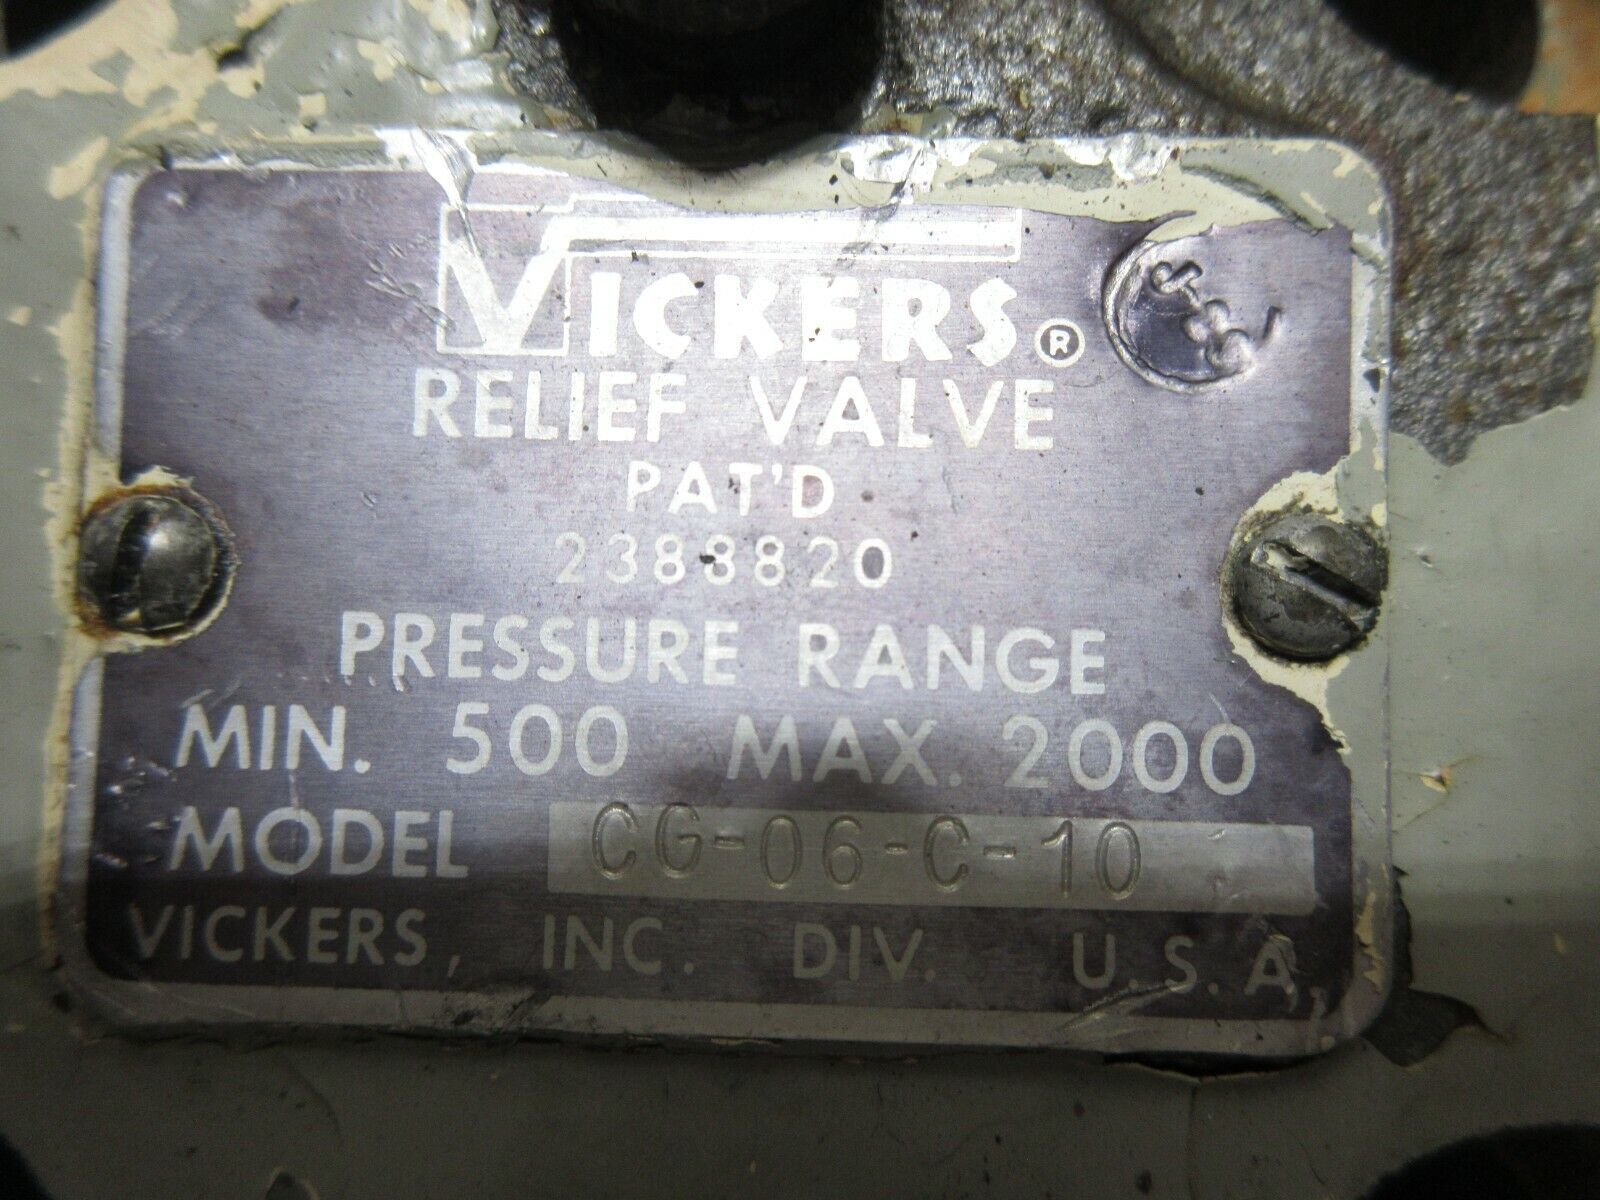 VICKERS®
RELIEF VALVE
PAT'D
2388820
PRESSURE RANGE
MIN. 500 MAX. 2000
MODEL CG-06-C-10
VICKERS, INC. DIV. U.S.A.